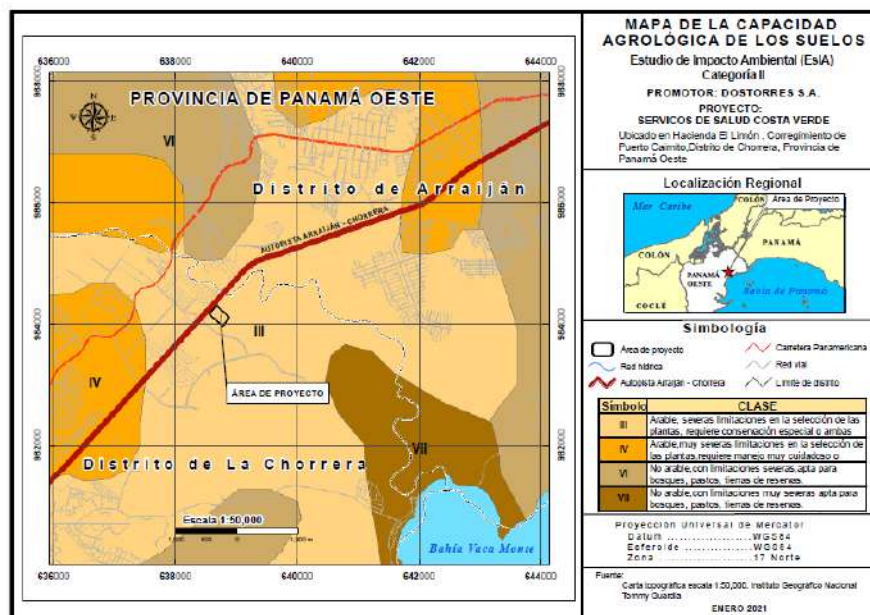 636000 638000 640000 642000 644000
988000 988000
986000 986000
984000 984000
982000 982000
N
S
PROVINCIA DE PANAMÁ OESTE
VI
Distrito de Arraiján
AUTOPISTA ARRAIJÁN - CHORRERA
III
IV
ÁREA DE PROYECTO
VII
Distrito de La Chorrera
Escala 1:50,000
Bahía Vaca Monte
636000 638000 640000 642000 644000
MAPA DE LA CAPACIDAD
AGROLÓGICA DE LOS SUELOS
Estudio de Impacto Ambiental (EsIA)
Categoría II
PROMOTOR: DOSTORRES S.A.
PROYECTO:
SERVICOS DE SALUD COSTA VERDE
Ubicado en Hacienda El Limón . Corregimiento de
Puerto Caimito,Distrito de Chorrera, Provincia de
Panamá Oeste
Localización Regional
Mar Caribe
COLÓN
Área de Proyecto
COLÓN
PANAMÁ
PANAMÁ
OESTE
COCLÉ
Bahía de Panamá
Simbología
Área de proyecto
Carretera Panamericana
Red hídrica
Red vial
Autopista Arraiján - Chorrera
Límite de distrito
Símbolo CLASE
III Arable, severas limitaciones en la selección de las
plantas, requiere conservación especial o ambas
IV Arable,muy severas limitaciones en la selección de
las plantas,requiere manejo muy cuidadoso o
VI No arable,con limitaciones severas,apta para
bosques, pastos, tierras de reservas.
VII No arable,con limitaciones muy severas apta para
bosques, pastos, tierras de reservas.
Proyección Universal de Mercator
Datum ....................WGS84
Esferoide .................WGS84
Zona .....................17 Norte
Fuente:
Carta topográfica escala 1:50,000. Instituto Geográfico Nacional
Tommy Guardia
ENERO 2021